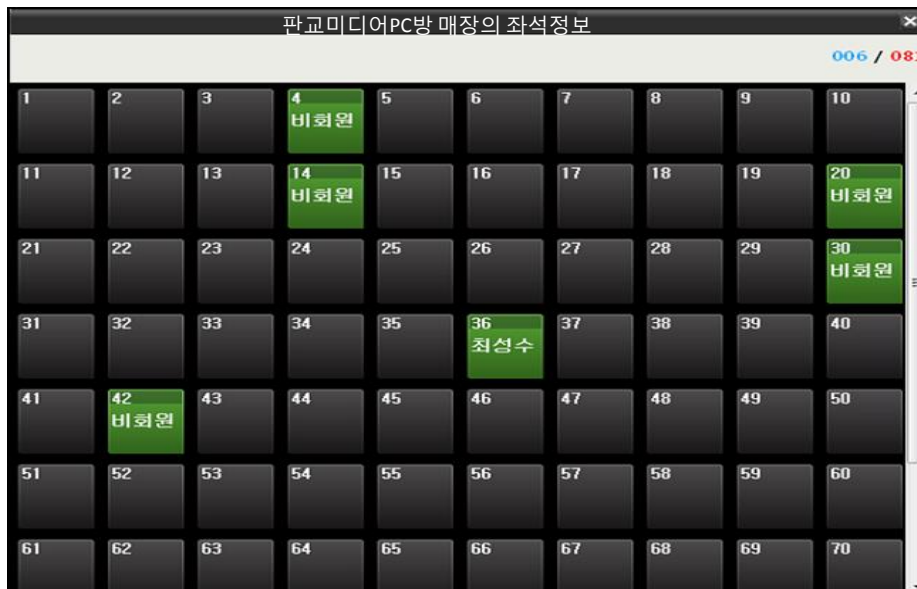 판교미디어PC방 매장의 좌석정보
006 / 08
1 2 3 4 5 6 7 8 9 10
비회원
11 12 13 14 15 16 17 18 19 20
비회원 비회원
21 22 23 24 25 26 27 28 29 30
비회원
31 32 33 34 35 36 37 38 39 40
최성수
41 42 43 44 45 46 47 48 49 50
비회원
51 52 53 54 55 56 57 58 59 60
61 62 63 64 65 66 67 68 69 70